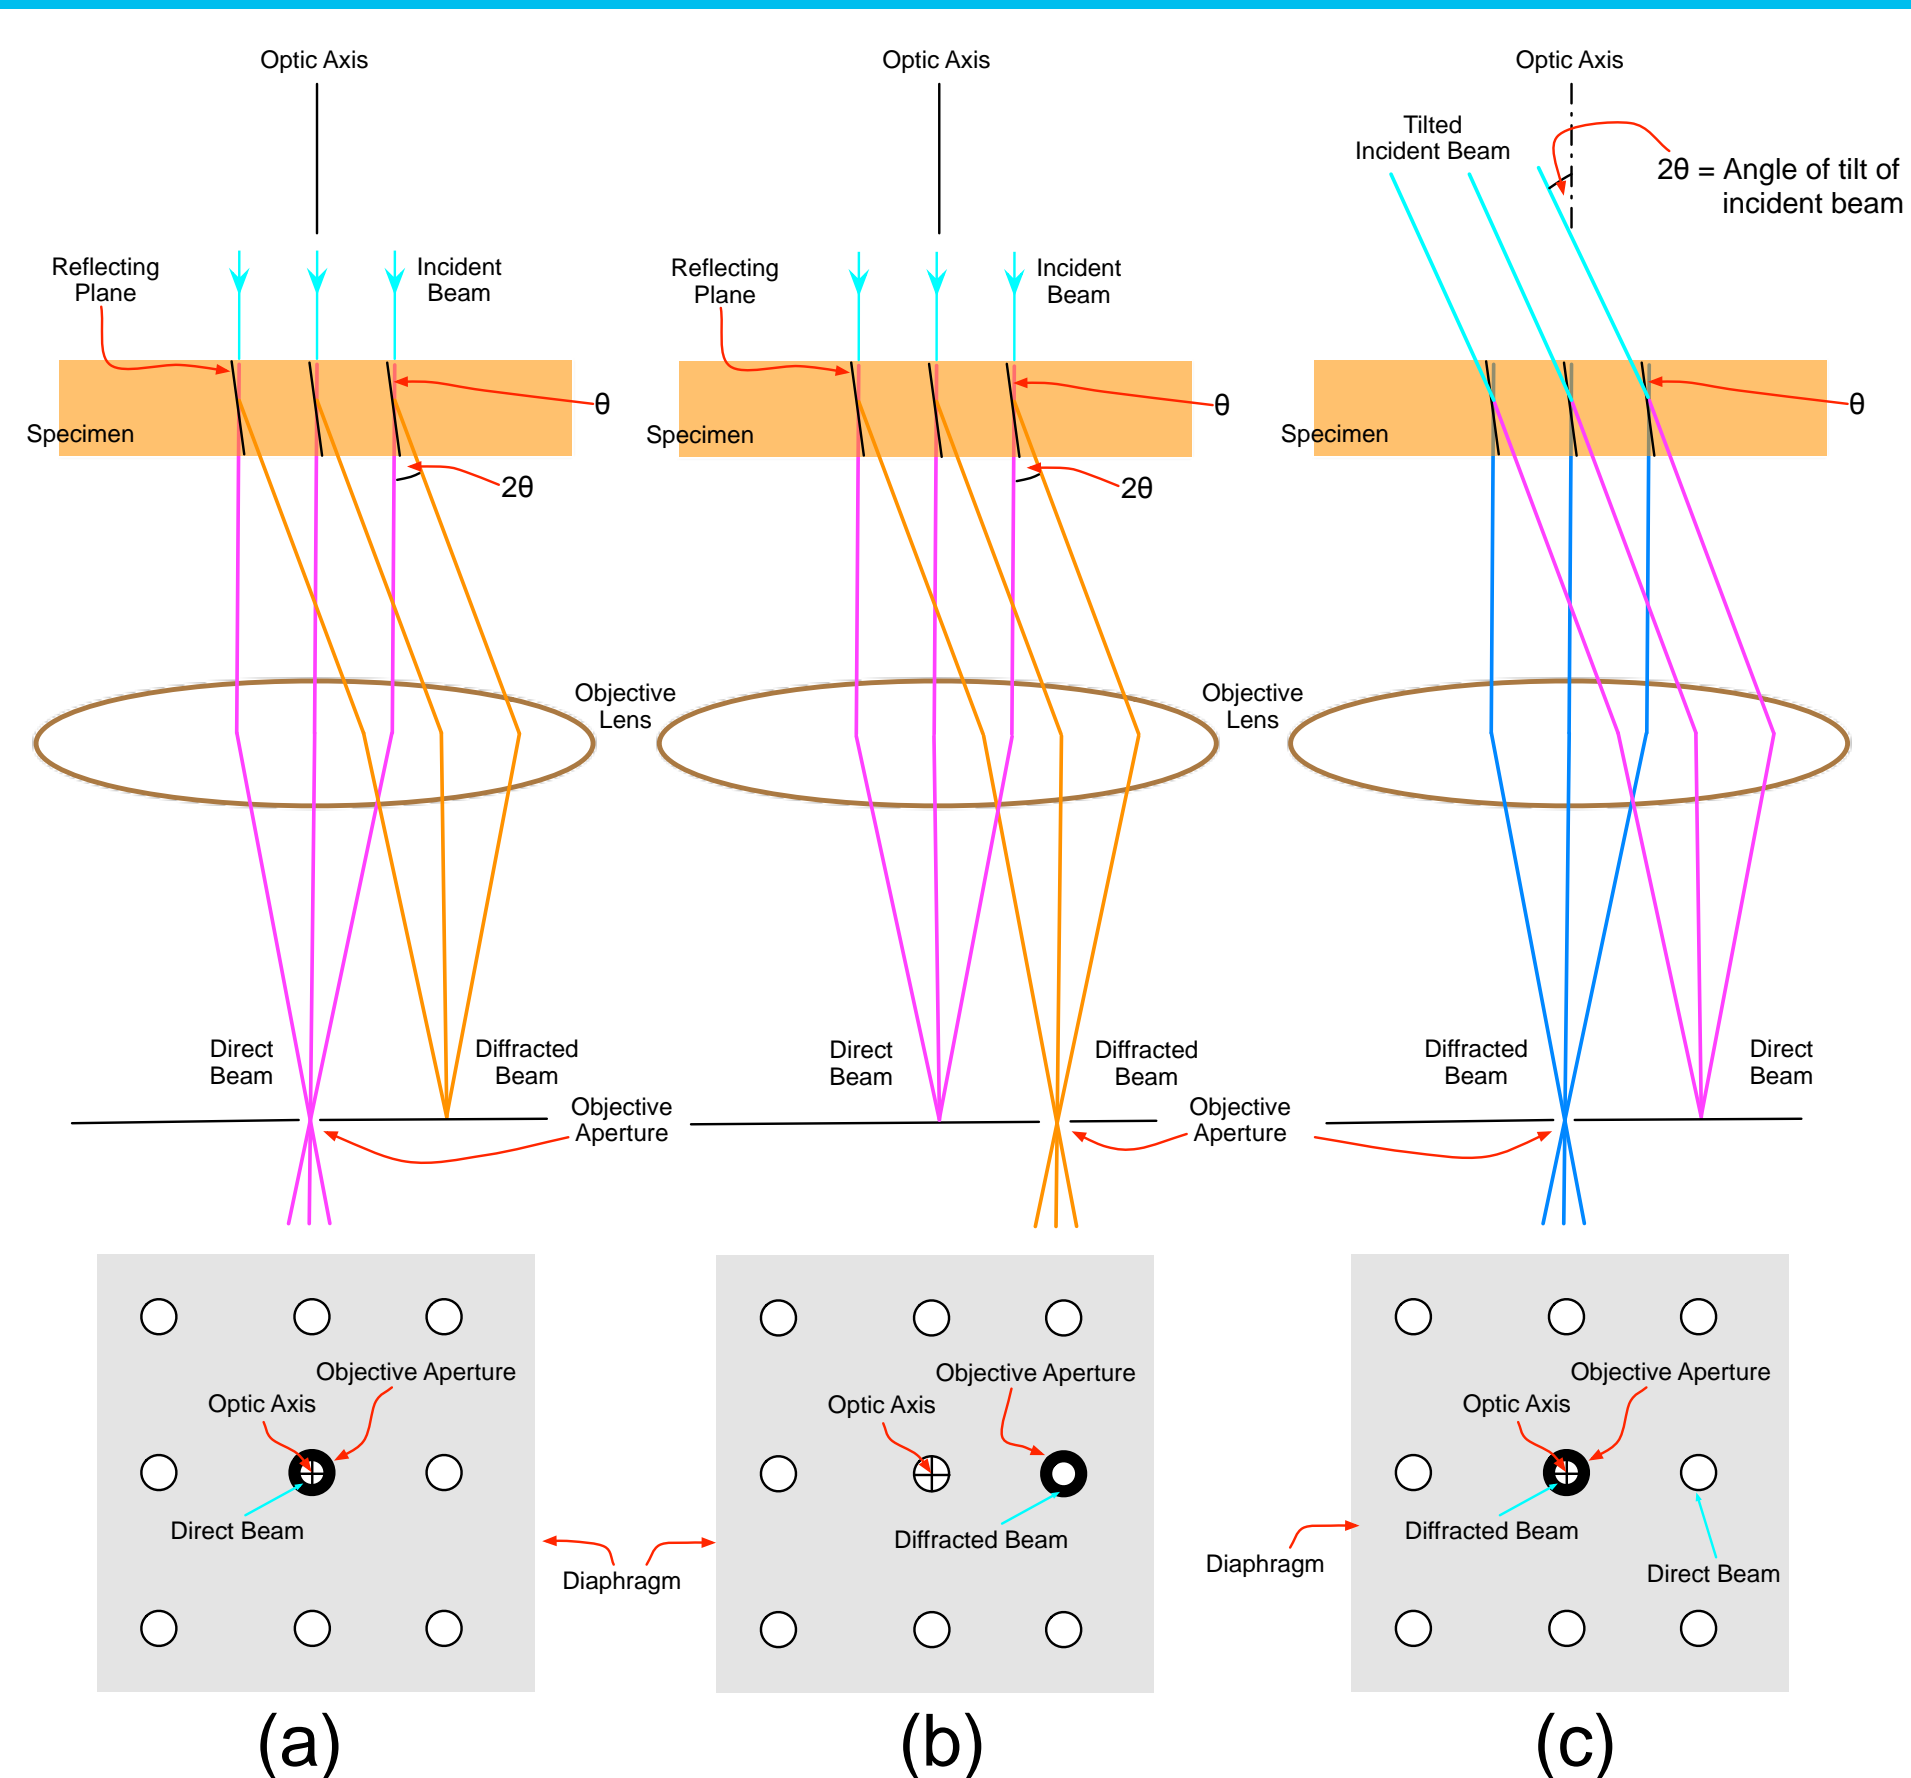 Optic Axis
Reflecting
Plane
Incident
Beam
Specimen
θ
2θ
Objective
Lens
Direct
Beam
Diffracted
Beam
Objective
Aperture
Objective Aperture
Optic Axis
Direct Beam
Diaphragm
(a)
Optic Axis
Reflecting
Plane
Incident
Beam
Specimen
θ
2θ
Objective
Lens
Direct
Beam
Diffracted
Beam
Objective
Aperture
Objective Aperture
Optic Axis
Diffracted Beam
(b)
Optic Axis
Tilted
Incident Beam
2θ = Angle of tilt of
incident beam
Specimen
θ
Diffracted
Beam
Direct
Beam
Objective Aperture
Optic Axis
Diffracted Beam
Direct Beam
Diaphragm
(c)